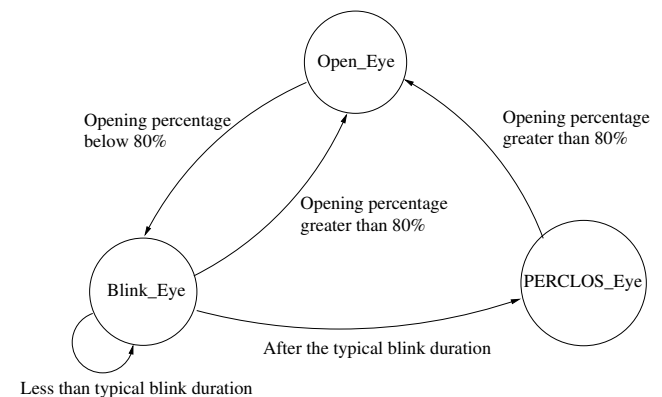 Open_Eye
Opening percentage
below 80%
Opening percentage
greater than 80%
Opening percentage
greater than 80%
Blink_Eye
PERCLOS_Eye
After the typical blink duration
Less than typical blink duration